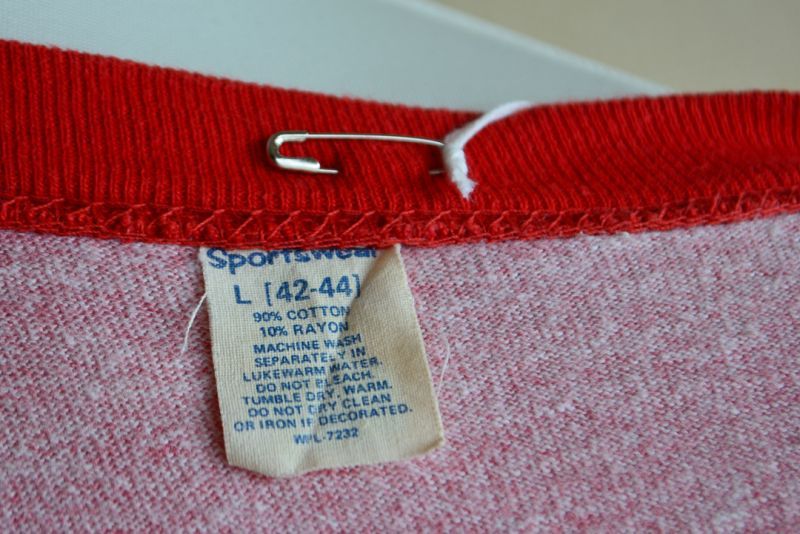 Sportswear
L [42-44]
90% COTTON
10% RAYON
MACHINE WASH
SEPARATELY IN
LUKEWARM WATER.
DO NOT BLEACH.
TUMBLE DRY. WARM.
DO NOT DRY CLEAN
OR IRON IF DECORATED.
WPL-7232